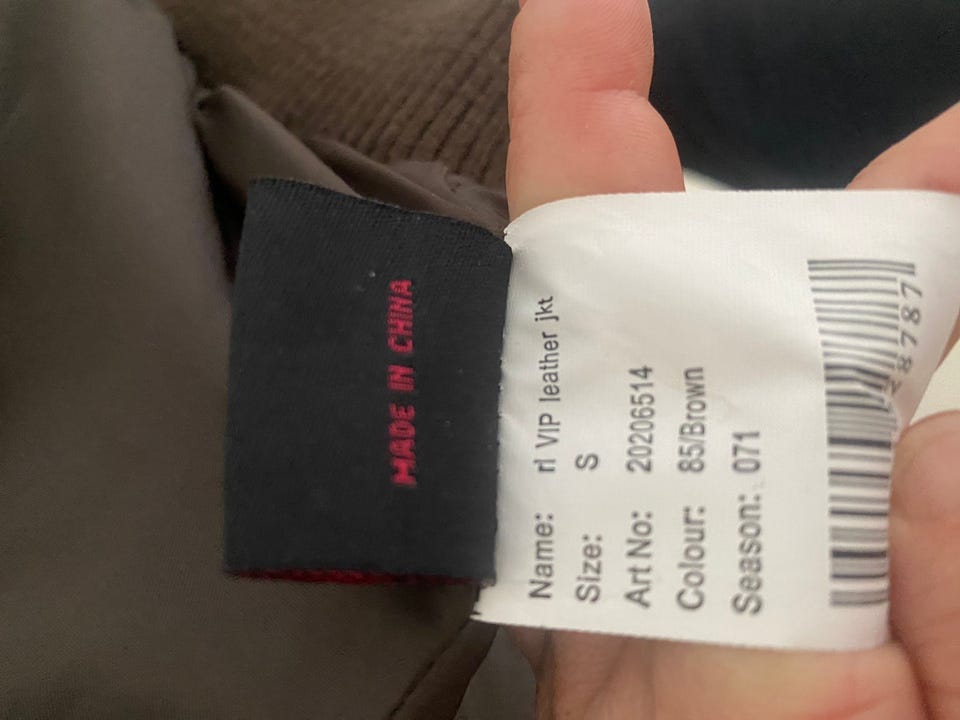 MADE IN CHINA
Name: rl VIP leather jkt
Size: S
Art No: 20206514
Colour: 85/Brown
Season: 071